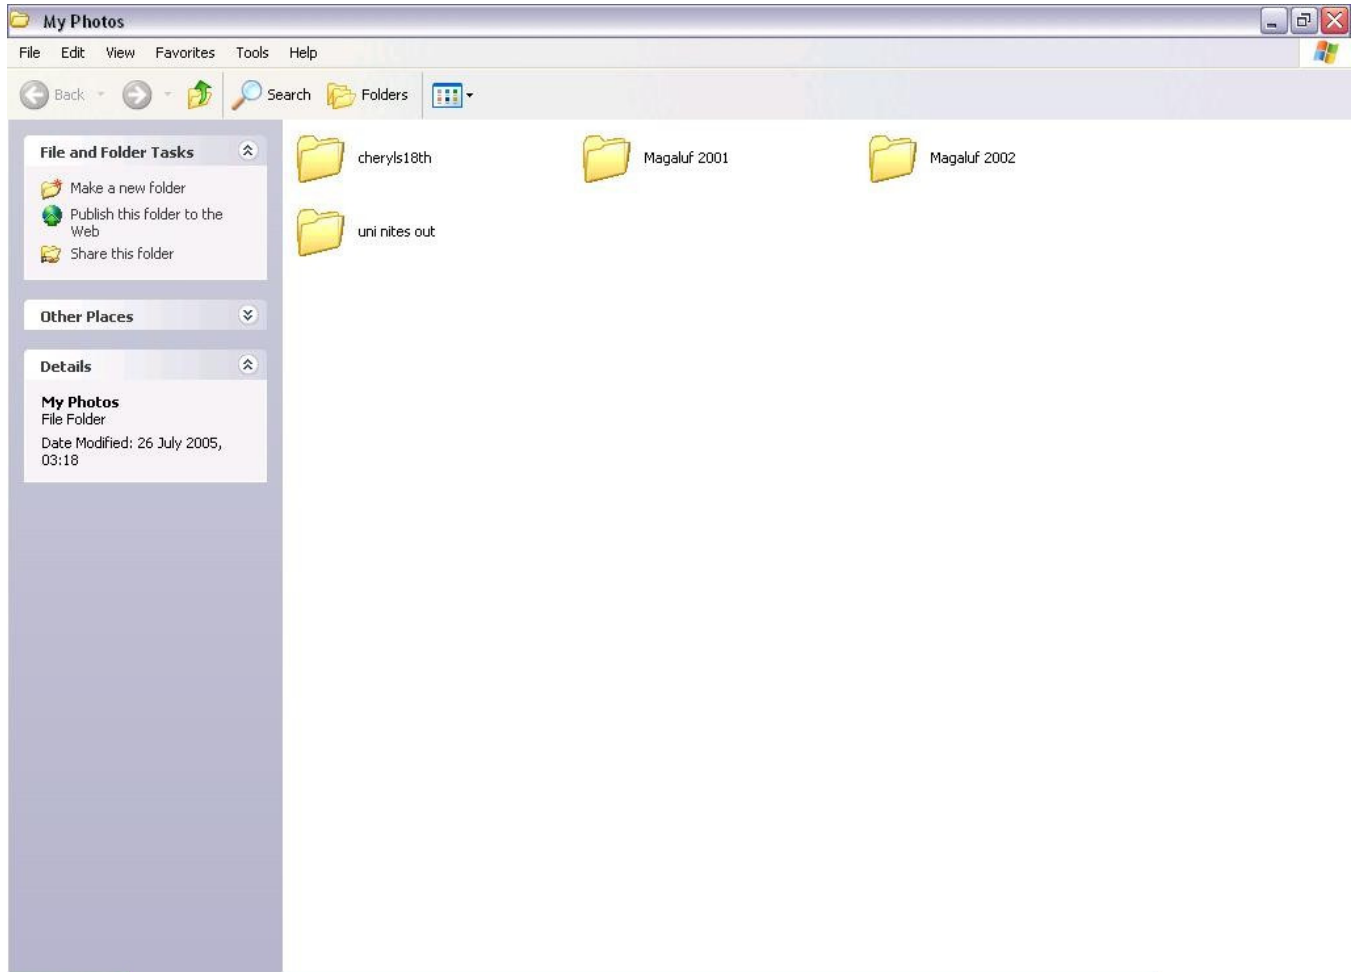 My Photos
File Edit View Favorites Tools Help
Back Search Folders
File and Folder Tasks
Make a new folder
Publish this folder to the
Web
Share this folder
Other Places
Details
My Photos
File Folder
Date Modified: 26 July 2005,
03:18
cheryls18th Magaluf 2001 Magaluf 2002
uni nites out